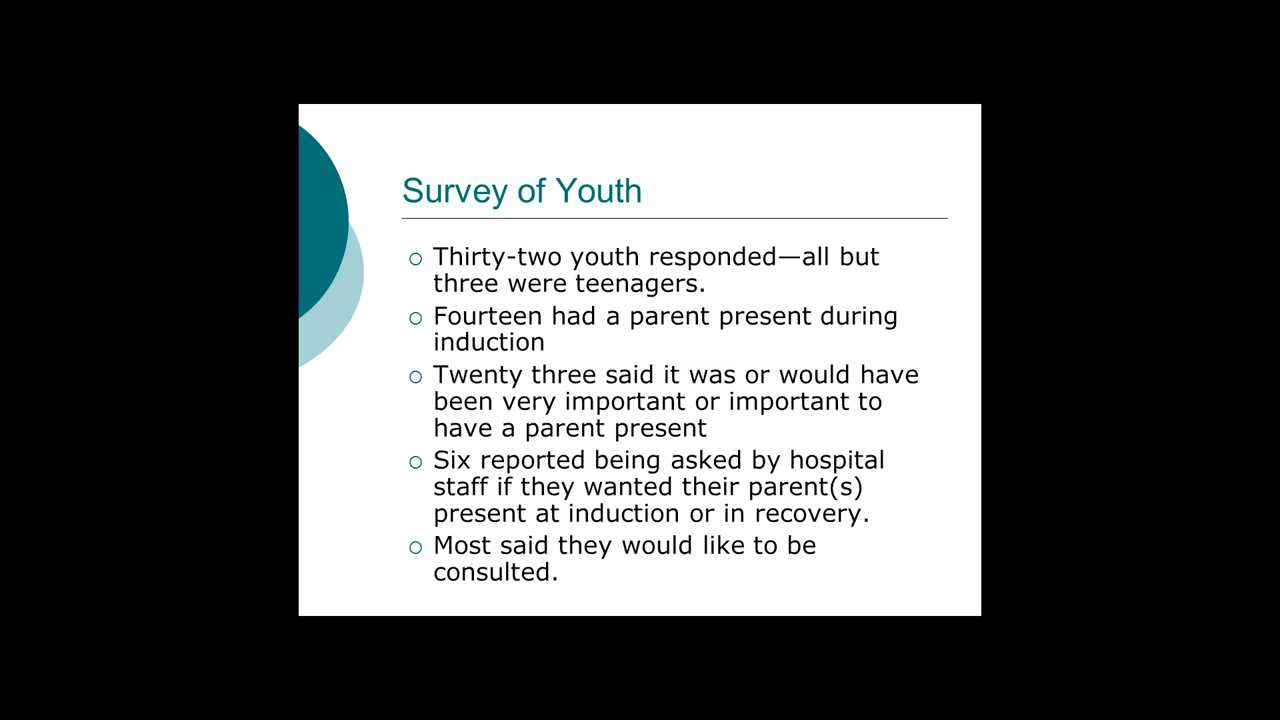 Survey of Youth
Thirty-two youth responded—all but
three were teenagers.
Fourteen had a parent present during
induction
Twenty three said it was or would have
been very important or important to
have a parent present
Six reported being asked by hospital
staff if they wanted their parent(s)
present at induction or in recovery.
Most said they would like to be
consulted.